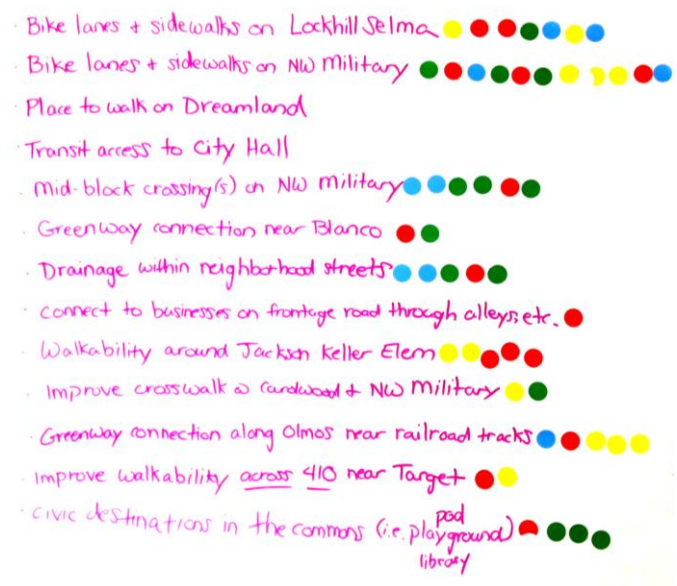 · Bike lanes + sidewalks on Lockhill Selma
· Bike lanes + sidewalks on NW Military
· Place to walk on Dreamland
· Transit access to City Hall
· Mid-block crossing(s) on NW Military
· Greenway connection near Blanco
· Drainage within neighborhood streets
· connect to businesses on frontage road through alleys, etc.
· Walkability around Jackson Keller Elem
· Improve crosswalk @ Cardwood + NW Military
· Greenway connection along Olmos near railroad tracks
· Improve walkability across 410 near Target
· civic destinations in the commons (i.e. playground)
pod
library